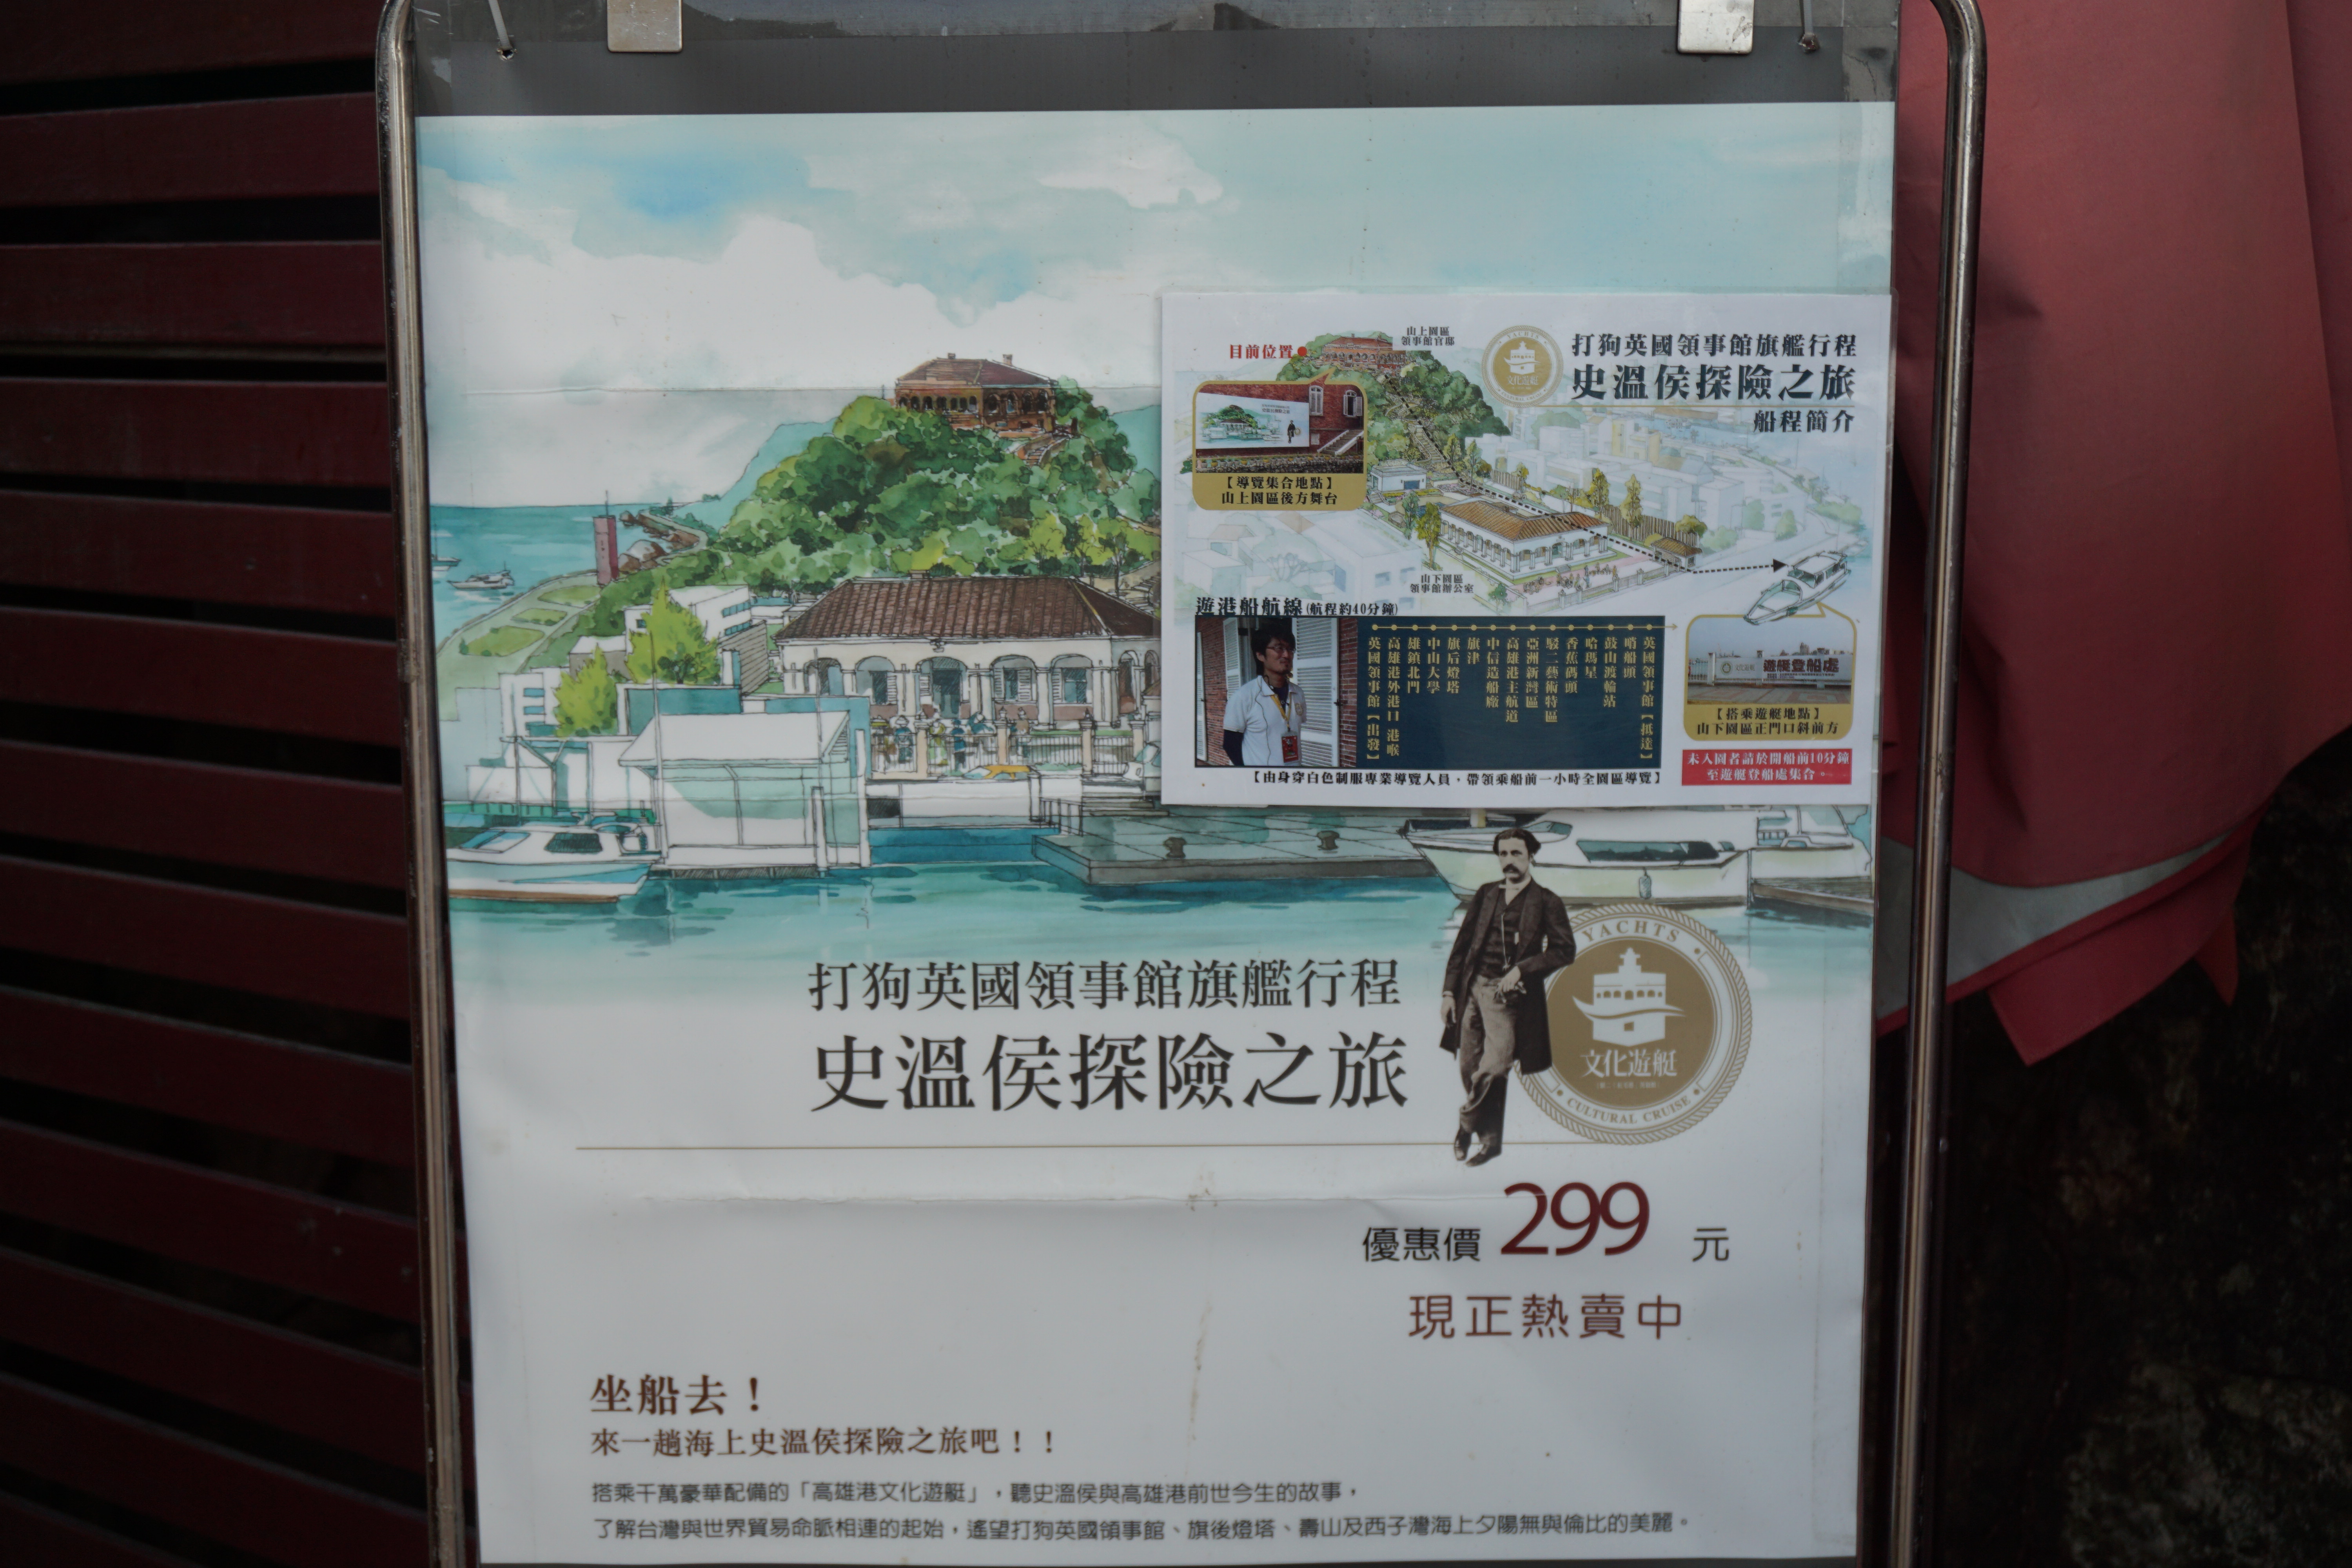 目前位置
山上園區
領事館官邸
YACHTS
文化遊艇
打狗英國領事館旗艦行程
史溫侯探險之旅
船程簡介
【導覽集合地點】
山上園區後方舞台
山下園區
領事館辦公室
遊港船航線(航程約40分鐘)
英國領事館【出發】
高雄港外港口 港嘴
雄鎮北門
中山大學
旗后燈塔
旗津
中信造船廠
高雄港主航道
亞洲新灣區
駁二藝術特區
香蕉碼頭
哈瑪星
鼓山渡輪站
哨船頭
英國領事館【抵達】
遊艇登船處
【搭乘遊艇地點】
山下園區正門口斜前方
未入園者請於開船前10分鐘
至遊艇登船處集合。
【由身穿白色制服專業導覽人員，帶領乘船前一小時全園區導覽】
打狗英國領事館旗艦行程
史溫侯探險之旅
YACHTS
文化遊艇
CULTURAL CRUISE
優惠價 299 元
現正熱賣中
坐船去！
來一趟海上史溫侯探險之旅吧！！
搭乘千萬豪華配備的「高雄港文化遊艇」，聽史溫侯與高雄港前世今生的故事，
了解台灣與世界貿易命脈相連的起始，遙望打狗英國領事館、旗後燈塔、壽山及西子灣海上夕陽無與倫比的美麗。